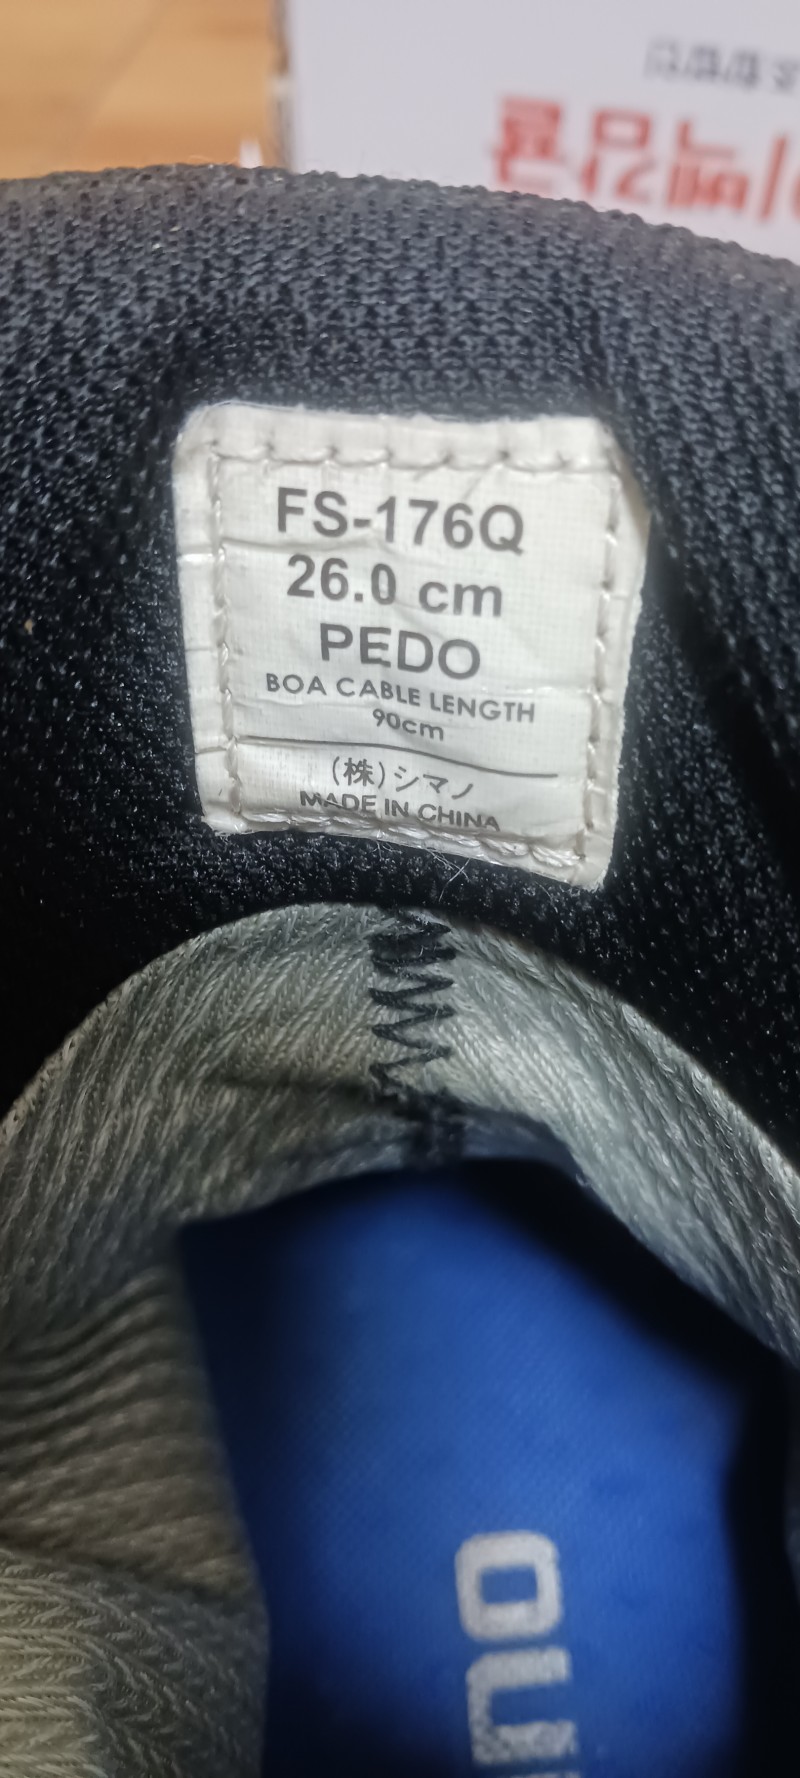 FS-176Q
26.0 cm
PEDO
BOA CABLE LENGTH
90cm
(株)シマノ
MADE IN CHINA